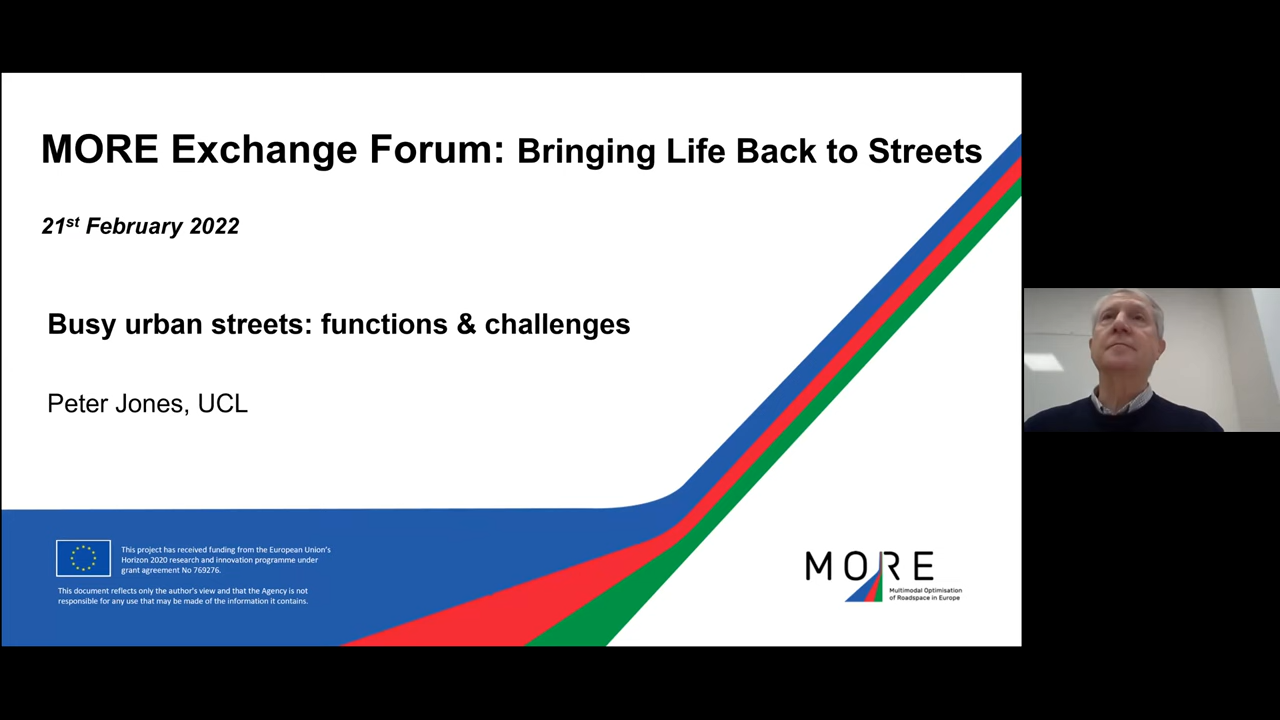 MORE Exchange Forum: Bringing Life Back to Streets
21st February 2022
Busy urban streets: functions & challenges
Peter Jones, UCL
This project has received funding from the European Union's
Horizon 2020 research and innovation programme under
grant agreement No 769276.
This document reflects only the author's view and that the Agency is not
responsible for any use that may be made of the information it contains.
MORE
Multimodal Optimisation
of Roadspace in Europe